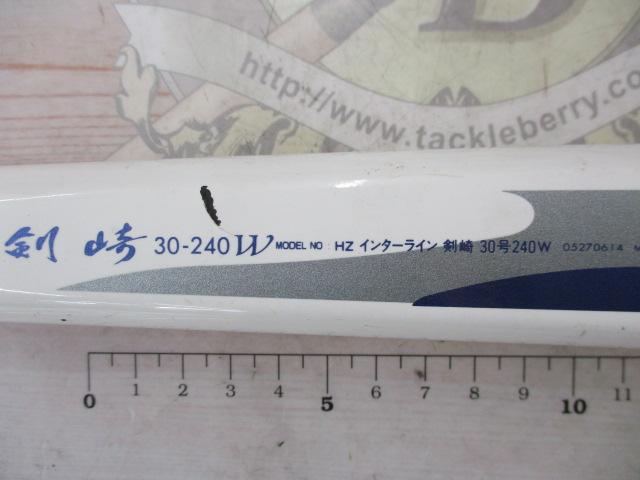 http://www.tackleberry.co
剣崎 30-240W MODEL NO : HZ インターライン 剣崎 30号240W 05270614 M
0 1 2 3 4 5 6 7 8 9 10 11